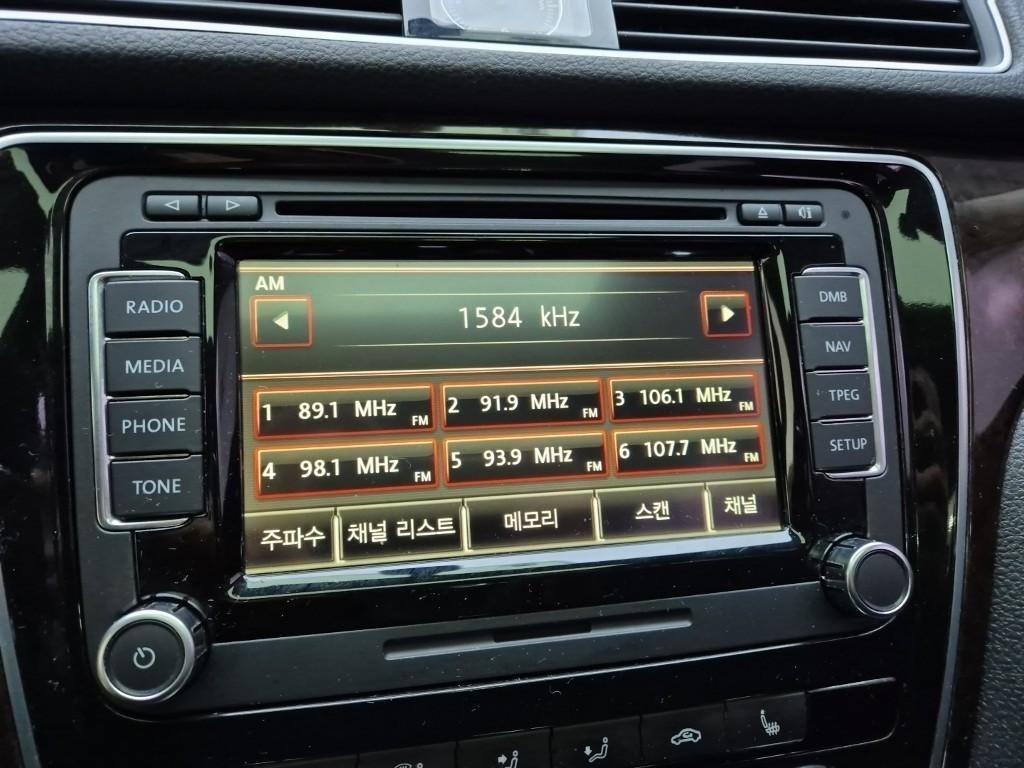 RADIO
MEDIA
PHONE
TONE
AM
1584 kHz
1 89.1 MHz FM
2 91.9 MHz FM
3 106.1 MHz FM
4 98.1 MHz FM
5 93.9 MHz FM
6 107.7 MHz FM
주파수 채널 리스트 메모리 스캔 채널
DMB
NAV
TPEG
SETUP